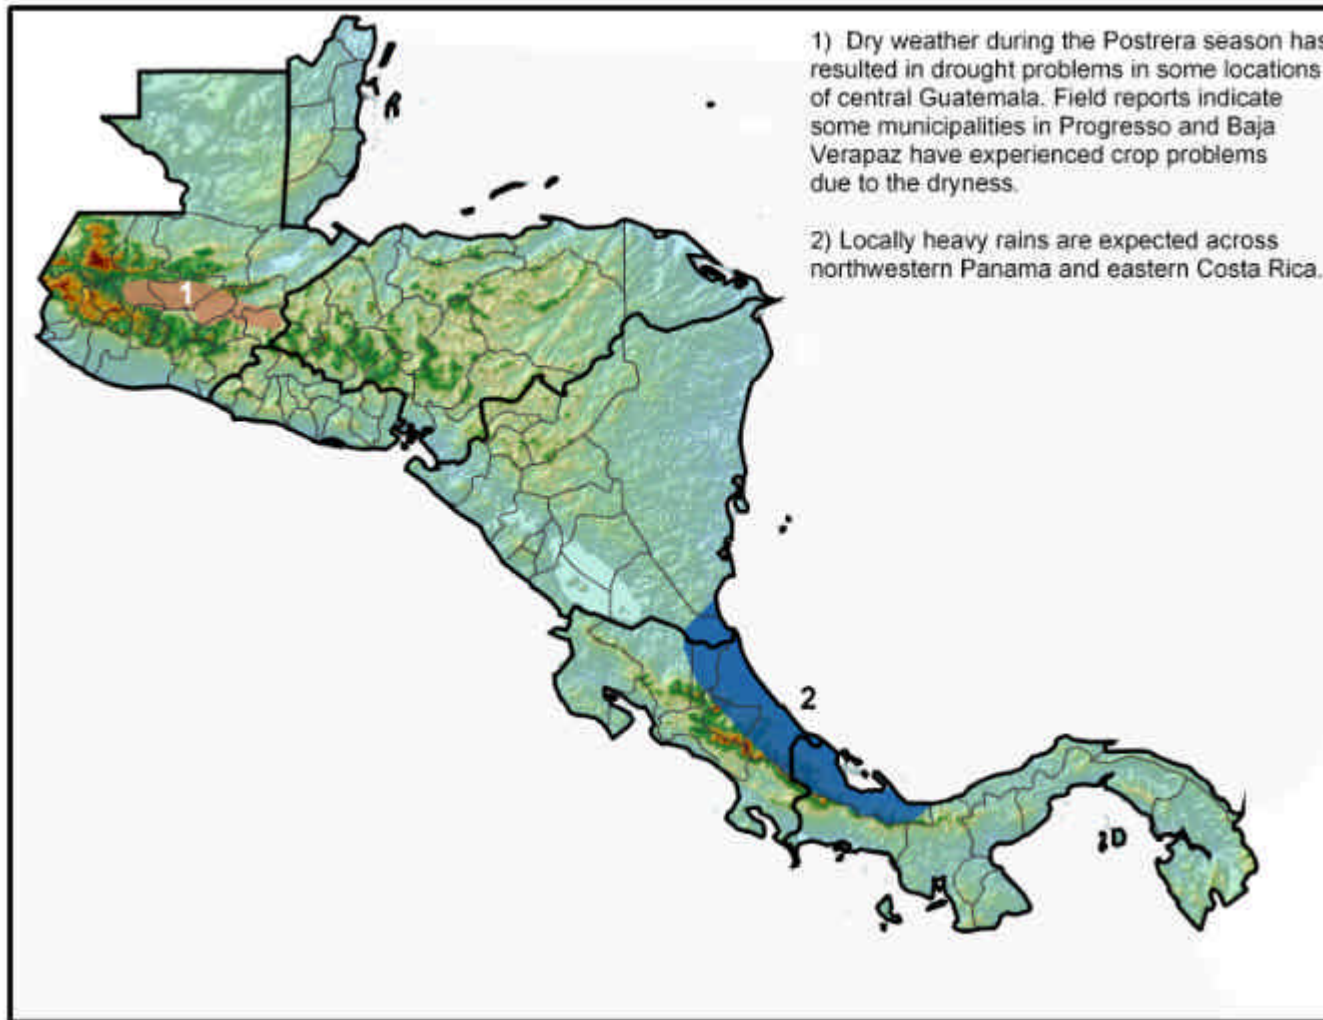 1) Dry weather during the Postrera season has
resulted in drought problems in some locations
of central Guatemala. Field reports indicate
some municipalities in Progresso and Baja
Verapaz have experienced crop problems
due to the dryness.
2) Locally heavy rains are expected across
northwestern Panama and eastern Costa Rica.
1
2